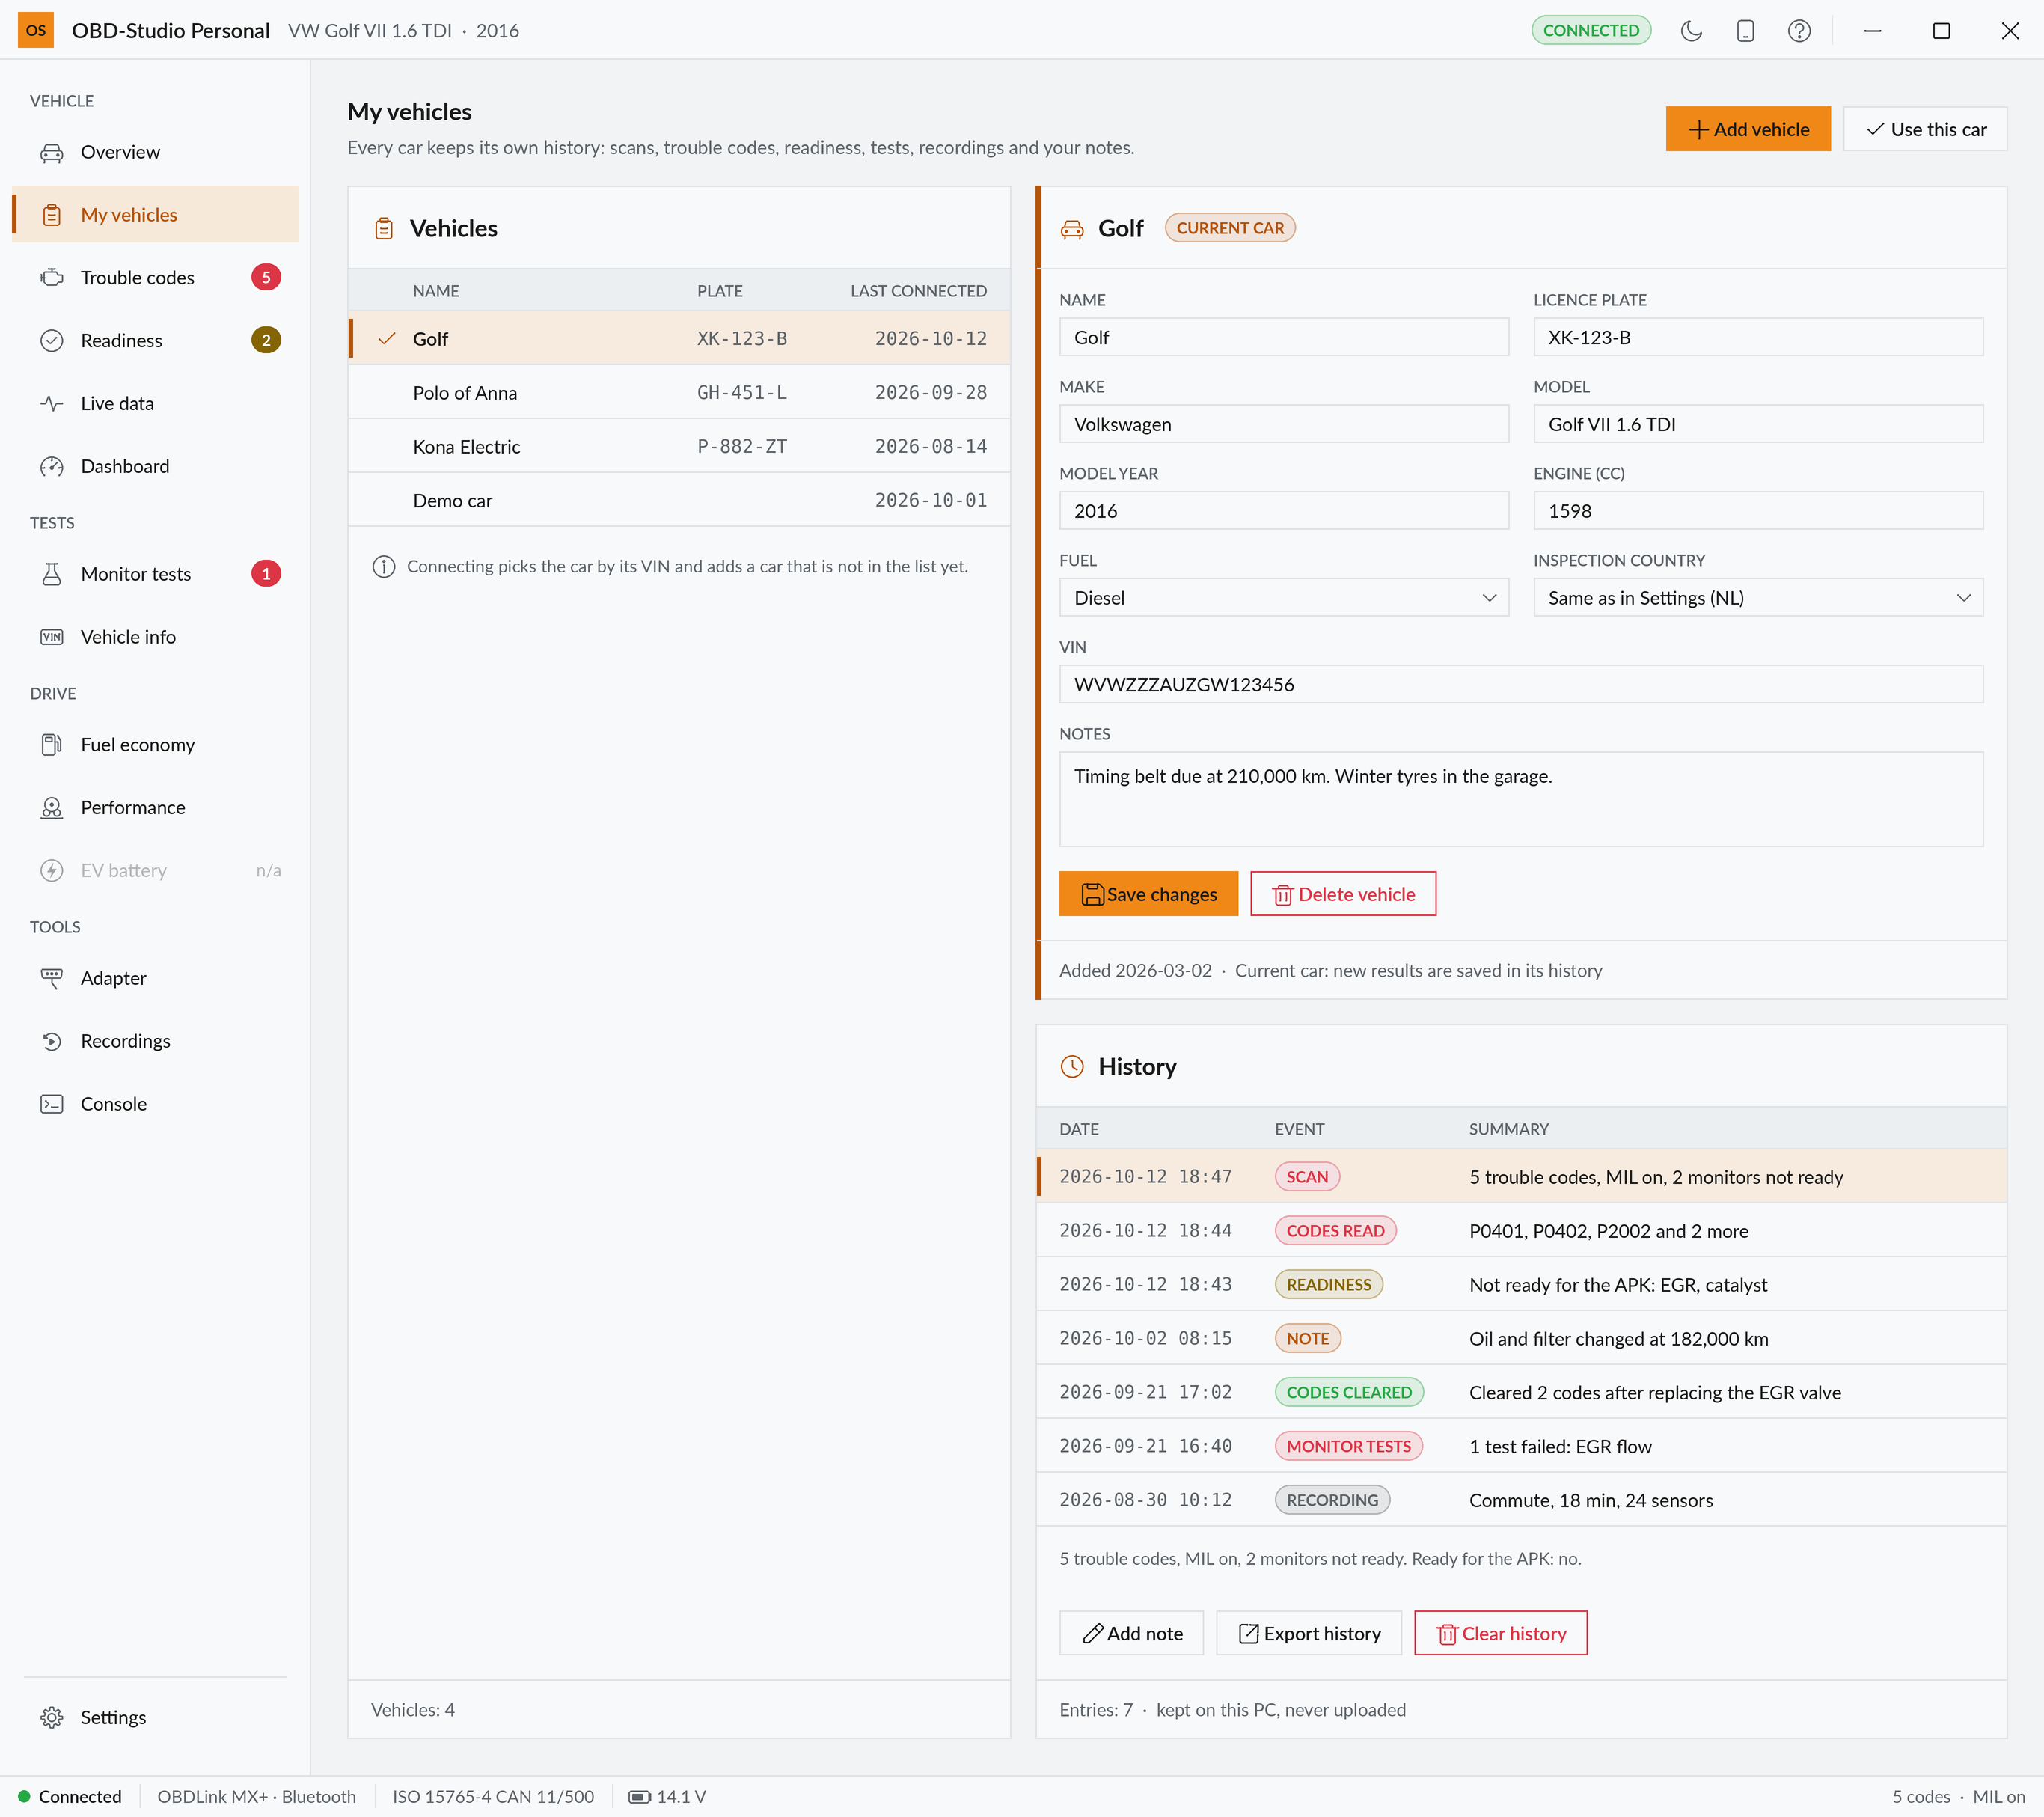 OS OBD-Studio Personal VW Golf VII 1.6 TDI · 2016 CONNECTED
VEHICLE
Overview
My vehicles
Trouble codes 5
Readiness 2
Live data
Dashboard
TESTS
Monitor tests 1
VIN Vehicle info
DRIVE
Fuel economy
Performance
EV battery n/a
TOOLS
Adapter
Recordings
Console
Settings
My vehicles
Every car keeps its own history: scans, trouble codes, readiness, tests, recordings and your notes.
Add vehicle Use this car
Vehicles
NAME PLATE LAST CONNECTED
Golf XK-123-B 2026-10-12
Polo of Anna GH-451-L 2026-09-28
Kona Electric P-882-ZT 2026-08-14
Demo car 2026-10-01
Connecting picks the car by its VIN and adds a car that is not in the list yet.
Vehicles: 4
Golf CURRENT CAR
NAME LICENCE PLATE
Golf XK-123-B
MAKE MODEL
Volkswagen Golf VII 1.6 TDI
MODEL YEAR ENGINE (CC)
2016 1598
FUEL INSPECTION COUNTRY
Diesel Same as in Settings (NL)
VIN
WVWZZZAUZGW123456
NOTES
Timing belt due at 210,000 km. Winter tyres in the garage.
Save changes Delete vehicle
Added 2026-03-02 · Current car: new results are saved in its history
History
DATE EVENT SUMMARY
2026-10-12 18:47 SCAN 5 trouble codes, MIL on, 2 monitors not ready
2026-10-12 18:44 CODES READ P0401, P0402, P2002 and 2 more
2026-10-12 18:43 READINESS Not ready for the APK: EGR, catalyst
2026-10-02 08:15 NOTE Oil and filter changed at 182,000 km
2026-09-21 17:02 CODES CLEARED Cleared 2 codes after replacing the EGR valve
2026-09-21 16:40 MONITOR TESTS 1 test failed: EGR flow
2026-08-30 10:12 RECORDING Commute, 18 min, 24 sensors
5 trouble codes, MIL on, 2 monitors not ready. Ready for the APK: no.
Add note Export history Clear history
Entries: 7 · kept on this PC, never uploaded
Connected OBDLink MX+ · Bluetooth ISO 15765-4 CAN 11/500 14.1 V 5 codes · MIL on